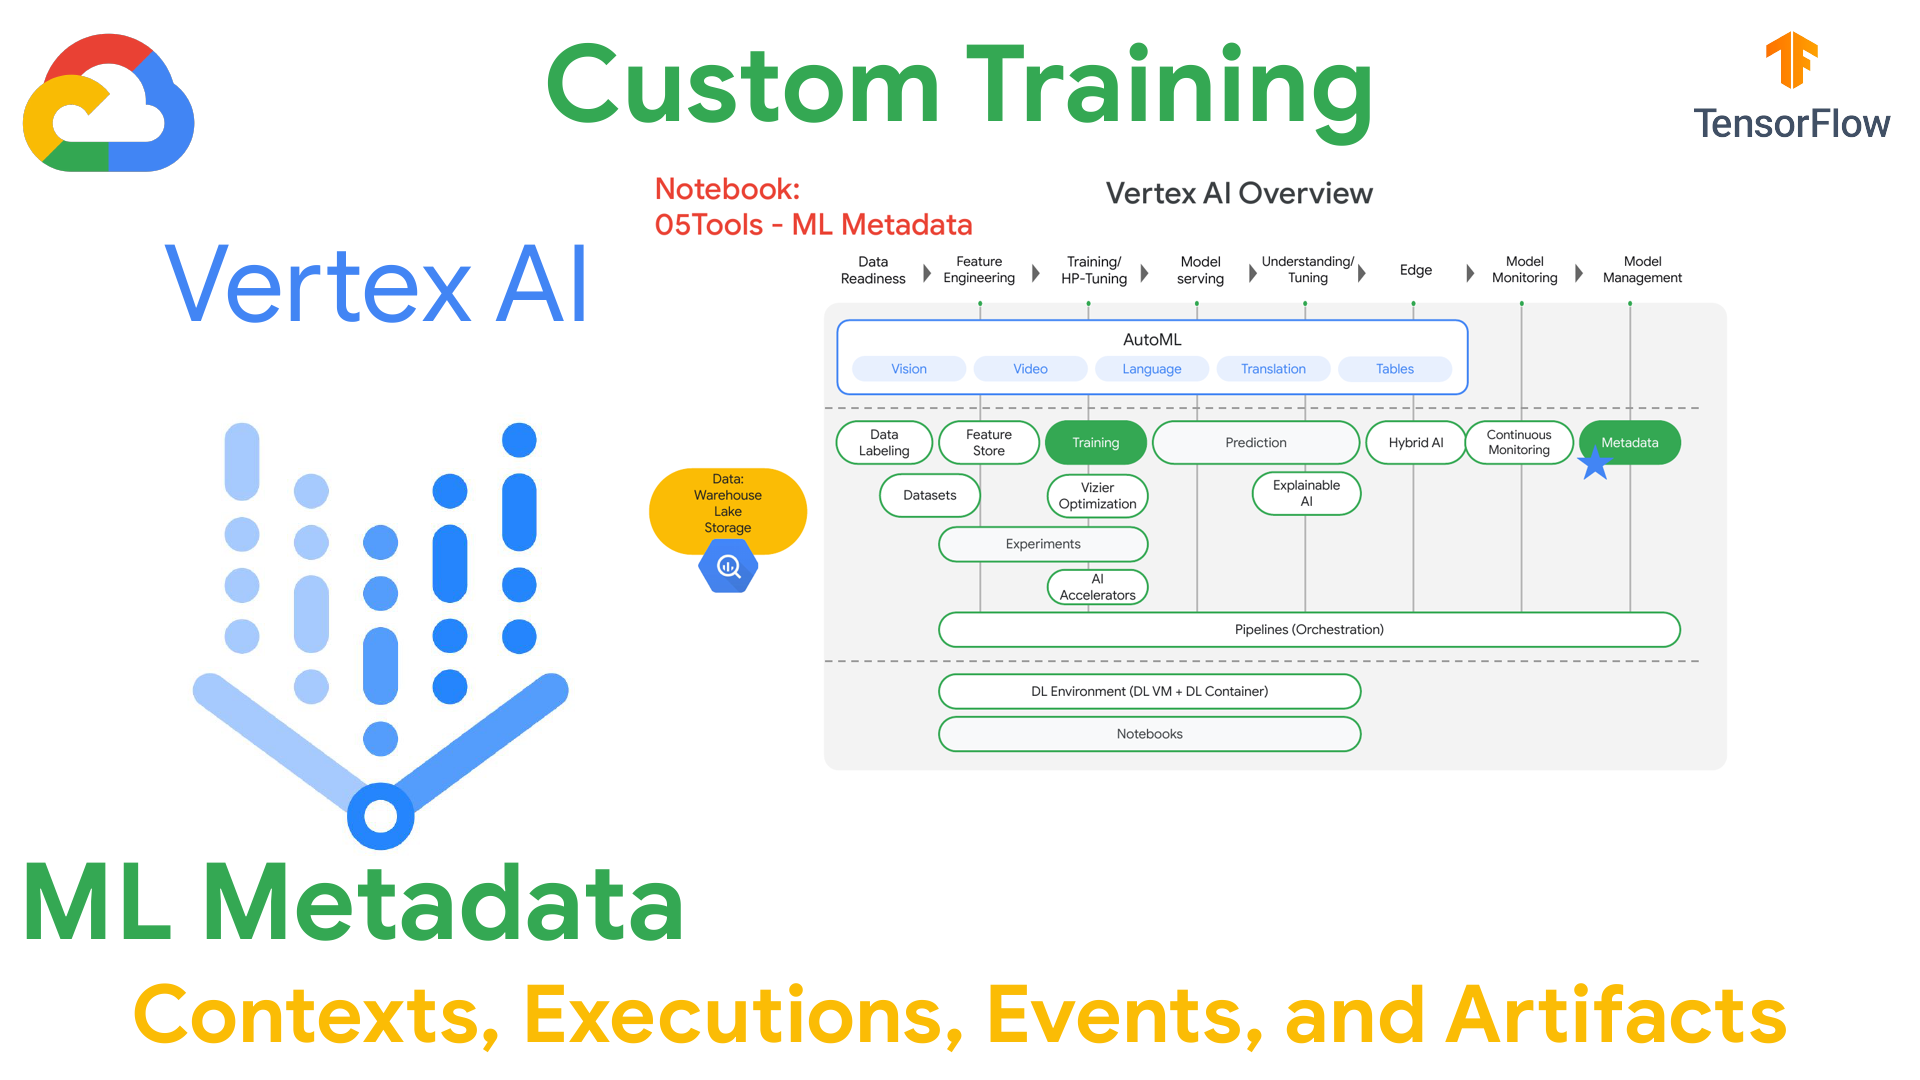 Custom Training
TensorFlow
Notebook:
05Tools - ML Metadata
Vertex AI Overview
Vertex AI
Data
Readiness
Feature
Engineering
Training/
HP-Tuning
Model
serving
Understanding/
Tuning
Edge
Model
Monitoring
Model
Management
AutoML
Vision
Video
Language
Translation
Tables
Data
Labeling
Feature
Store
Training
Prediction
Hybrid AI
Continuous
Monitoring
Metadata
Data:
Warehouse
Lake
Storage
Datasets
Vizier
Optimization
Explainable
AI
Experiments
AI
Accelerators
Pipelines (Orchestration)
DL Environment (DL VM + DL Container)
Notebooks
ML Metadata
Contexts, Executions, Events, and Artifacts